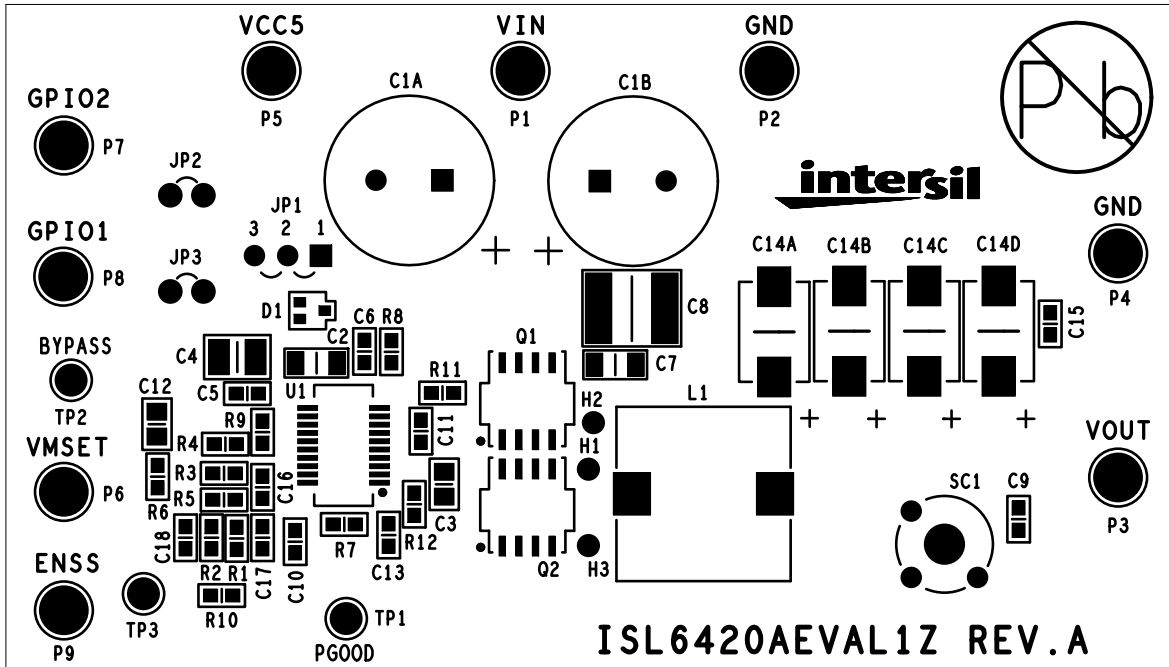 VCC5
VIN
GND
P5
P1
P2
C1A
C1B
Pb
GPIO2
P7
JP2
intersil
GPIO1
P8
JP1
3 2 1
JP3
GND
P4
C14A C14B C14C C14D
C15
D1
C2
C6 R8
C8
C7
BYPASS
TP2
C4
C5
U1
R11
Q1
C12
R9
R4
C11
H2
H1
L1
VMSET
P6
R3
R5
C16
R6
C3
R12
VOUT
P3
SC1
C9
C18
R2 R1
C17
C10
R7
C13
Q2
H3
ENSS
P9
TP3
R10
TP1
PGOOD
ISL6420AEVAL1Z REV.A